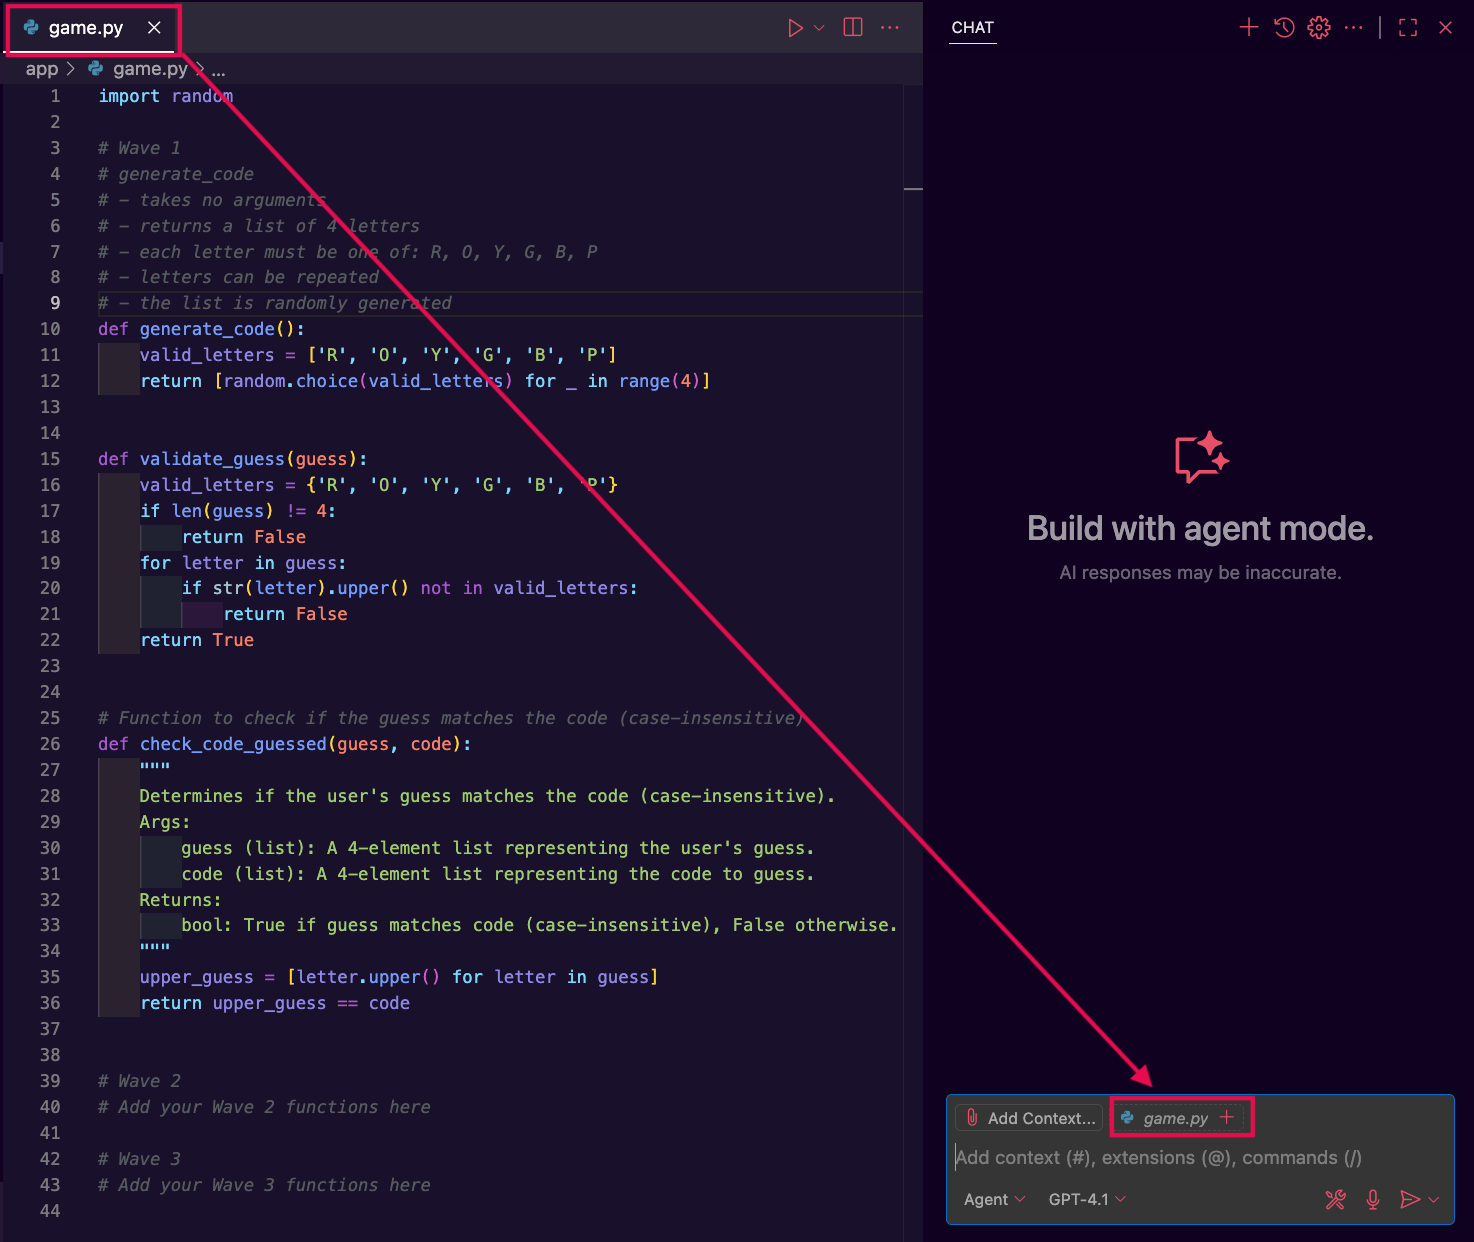 game.py
app > game.py > ...
1 import random
2
3 # Wave 1
4 # generate_code
5 # - takes no arguments
6 # - returns a list of 4 letters
7 # - each letter must be one of: R, O, Y, G, B, P
8 # - letters can be repeated
9 # - the list is randomly generated
10 def generate_code():
11     valid_letters = ['R', 'O', 'Y', 'G', 'B', 'P']
12     return [random.choice(valid_letters) for _ in range(4)]
13
14
15 def validate_guess(guess):
16     valid_letters = {'R', 'O', 'Y', 'G', 'B', 'P'}
17     if len(guess) != 4:
18         return False
19     for letter in guess:
20         if str(letter).upper() not in valid_letters:
21             return False
22     return True
23
24
25 # Function to check if the guess matches the code (case-insensitive)
26 def check_code_guessed(guess, code):
27     """
28     Determines if the user's guess matches the code (case-insensitive).
29     Args:
30         guess (list): A 4-element list representing the user's guess.
31         code (list): A 4-element list representing the code to guess.
32     Returns:
33         bool: True if guess matches code (case-insensitive), False otherwise.
34     """
35     upper_guess = [letter.upper() for letter in guess]
36     return upper_guess == code
37
38
39 # Wave 2
40 # Add your Wave 2 functions here
41
42 # Wave 3
43 # Add your Wave 3 functions here
44
CHAT
Build with agent mode.
AI responses may be inaccurate.
Add Context... game.py +
Add context (#), extensions (@), commands (/)
Agent GPT-4.1